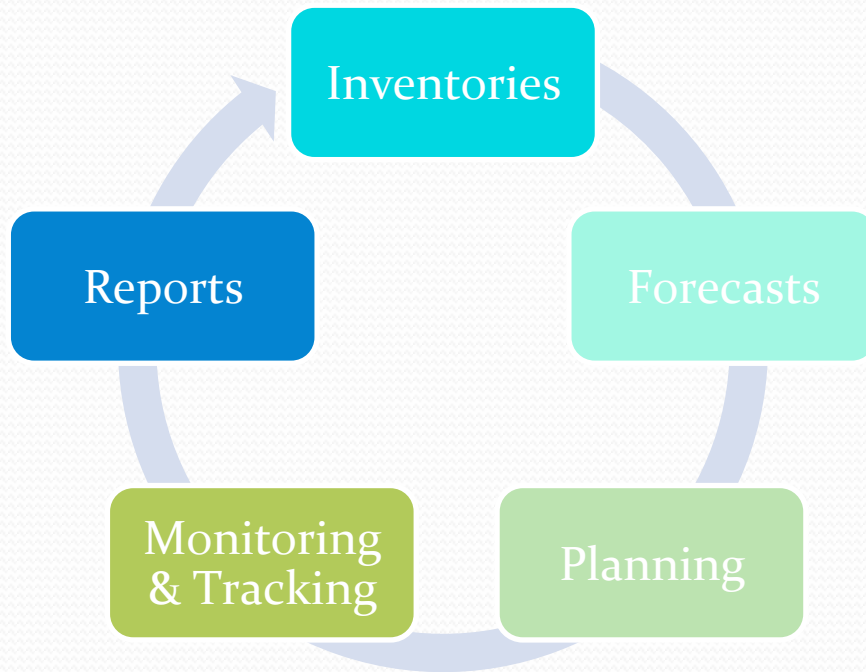 Inventories
Forecasts
Planning
Monitoring
& Tracking
Reports